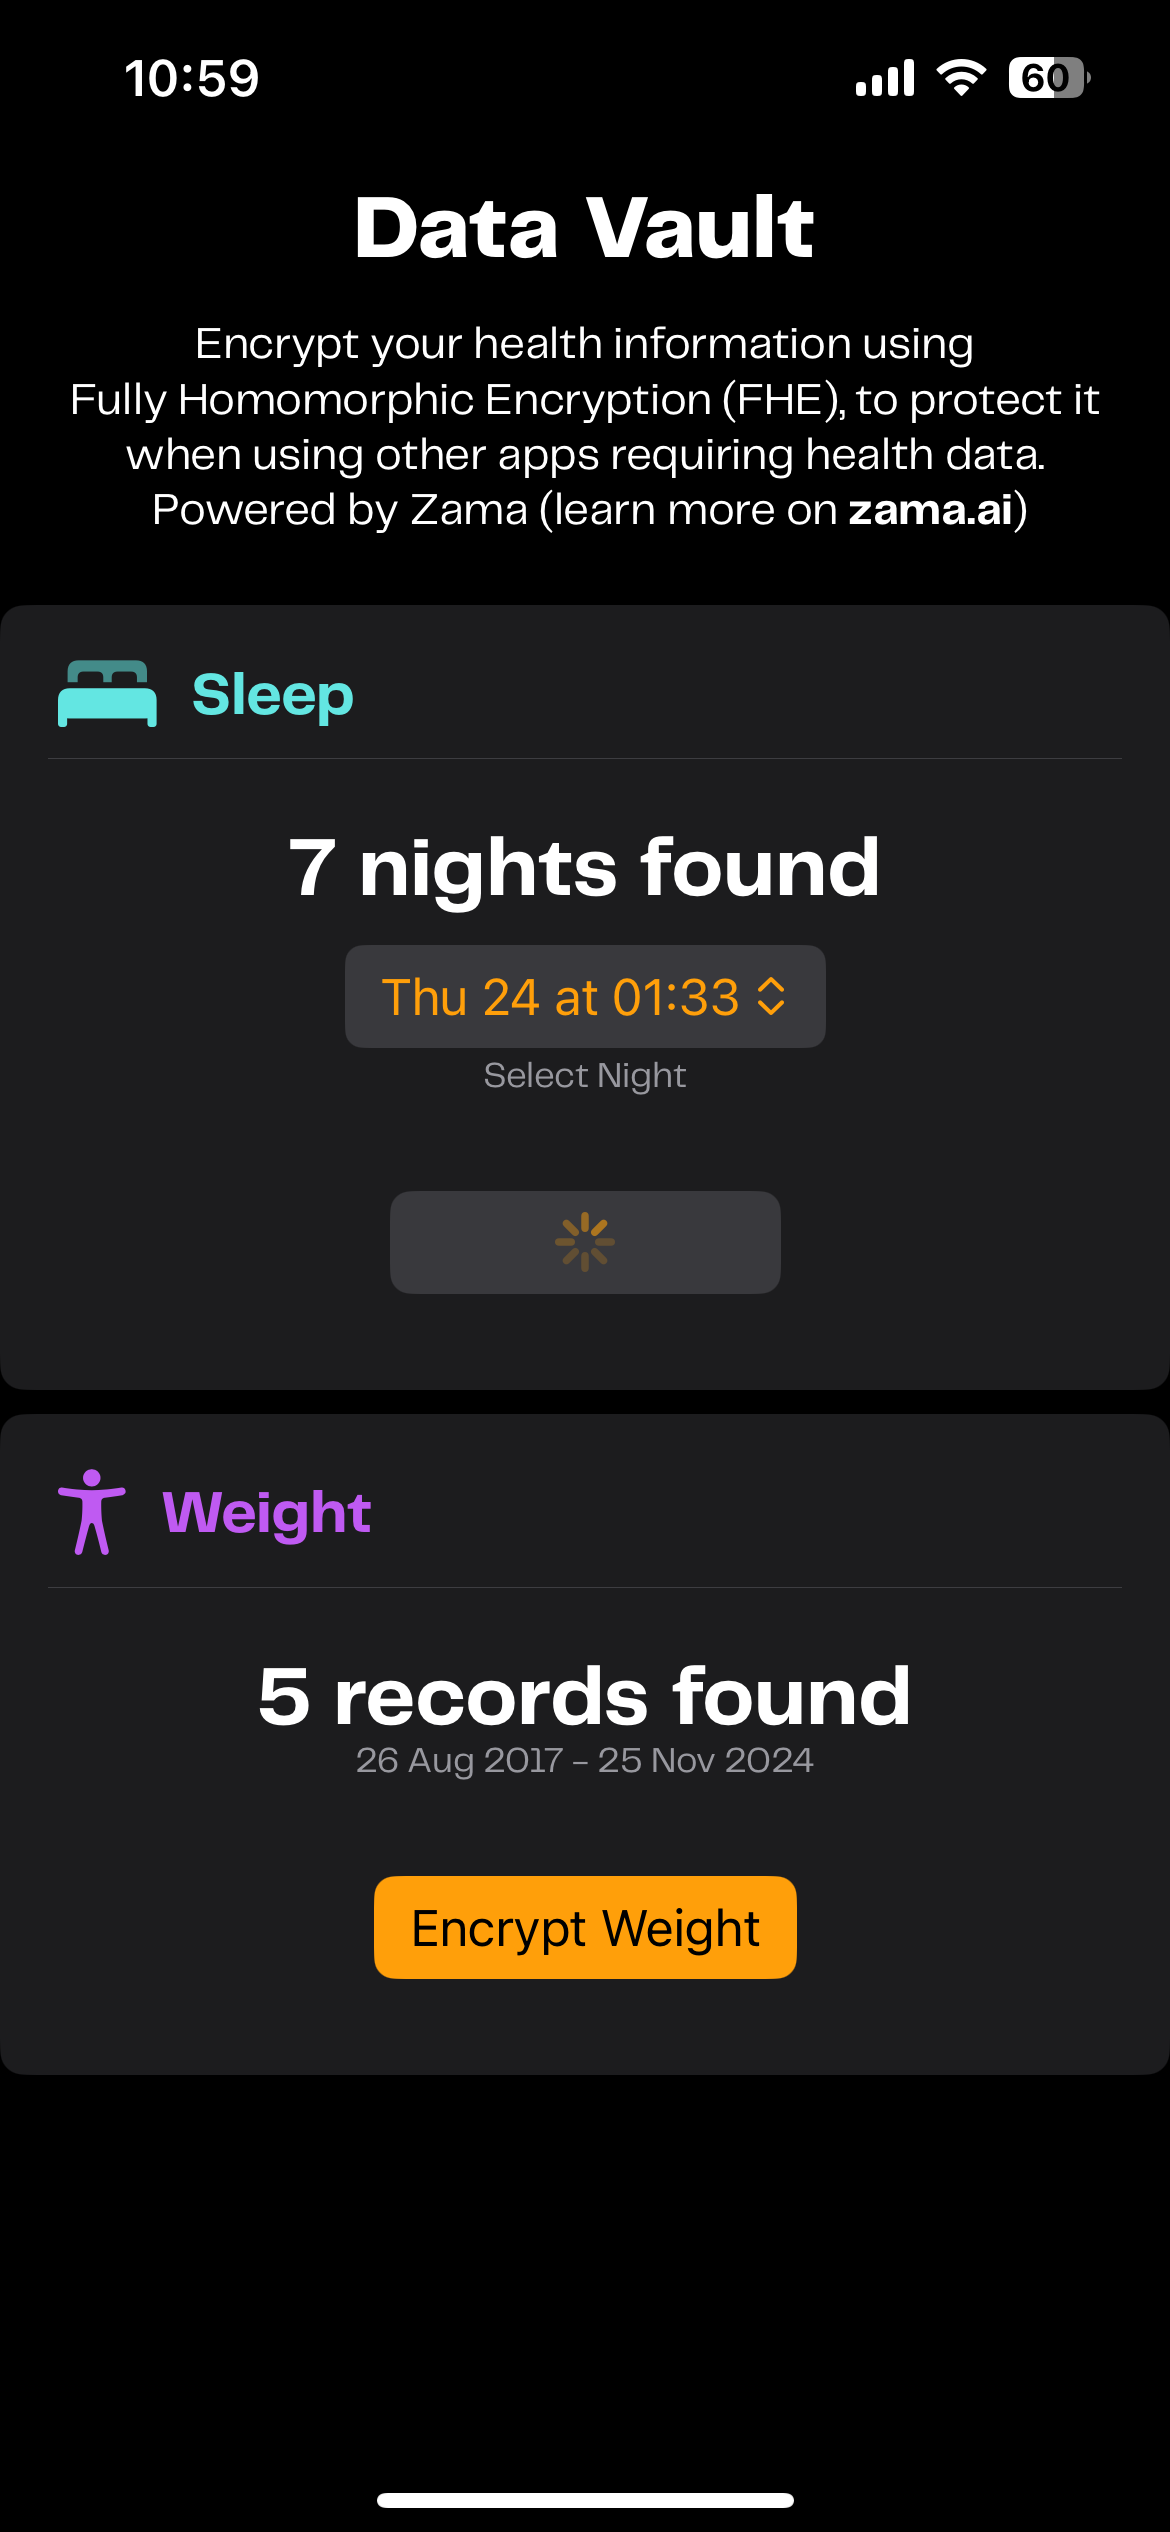 10:59
60
Data Vault
Encrypt your health information using
Fully Homomorphic Encryption (FHE), to protect it
when using other apps requiring health data.
Powered by Zama (learn more on zama.ai)
Sleep
7 nights found
Thu 24 at 01:33
Select Night
Weight
5 records found
26 Aug 2017 – 25 Nov 2024
Encrypt Weight